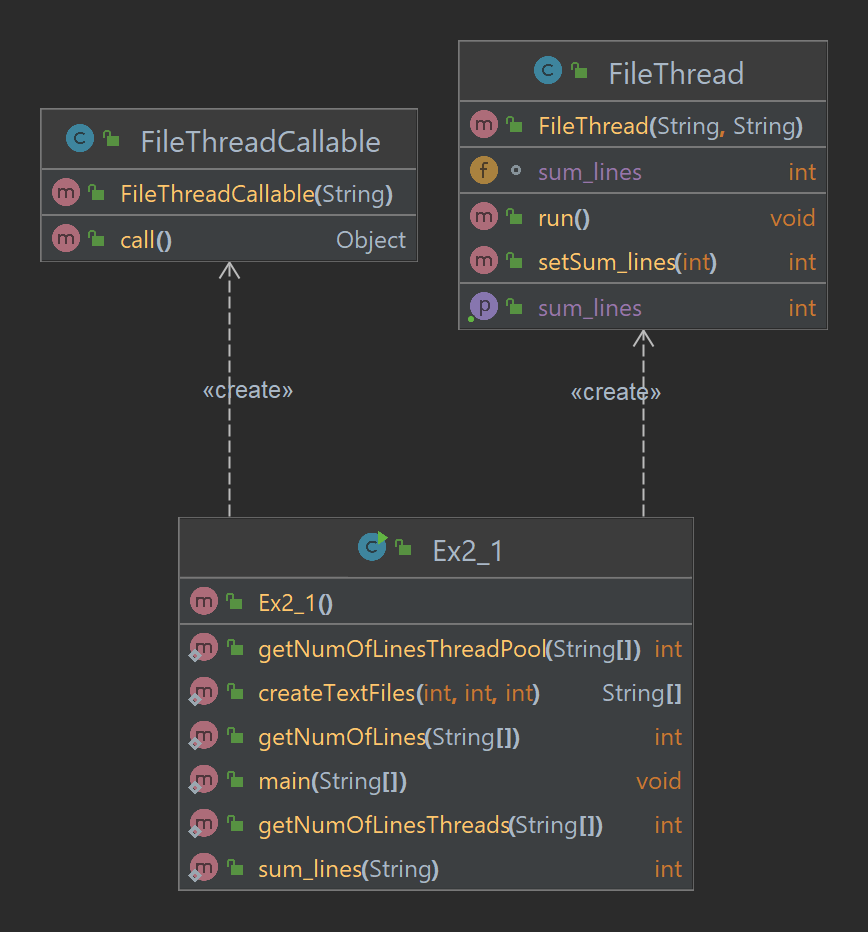 FileThread
FileThread(String, String)
sum_lines int
run() void
setSum_lines(int) int
sum_lines int
FileThreadCallable
FileThreadCallable(String)
call() Object
«create»
«create»
Ex2_1
Ex2_1()
getNumOfLinesThreadPool(String[]) int
createTextFiles(int, int, int) String[]
getNumOfLines(String[]) int
main(String[]) void
getNumOfLinesThreads(String[]) int
sum_lines(String) int